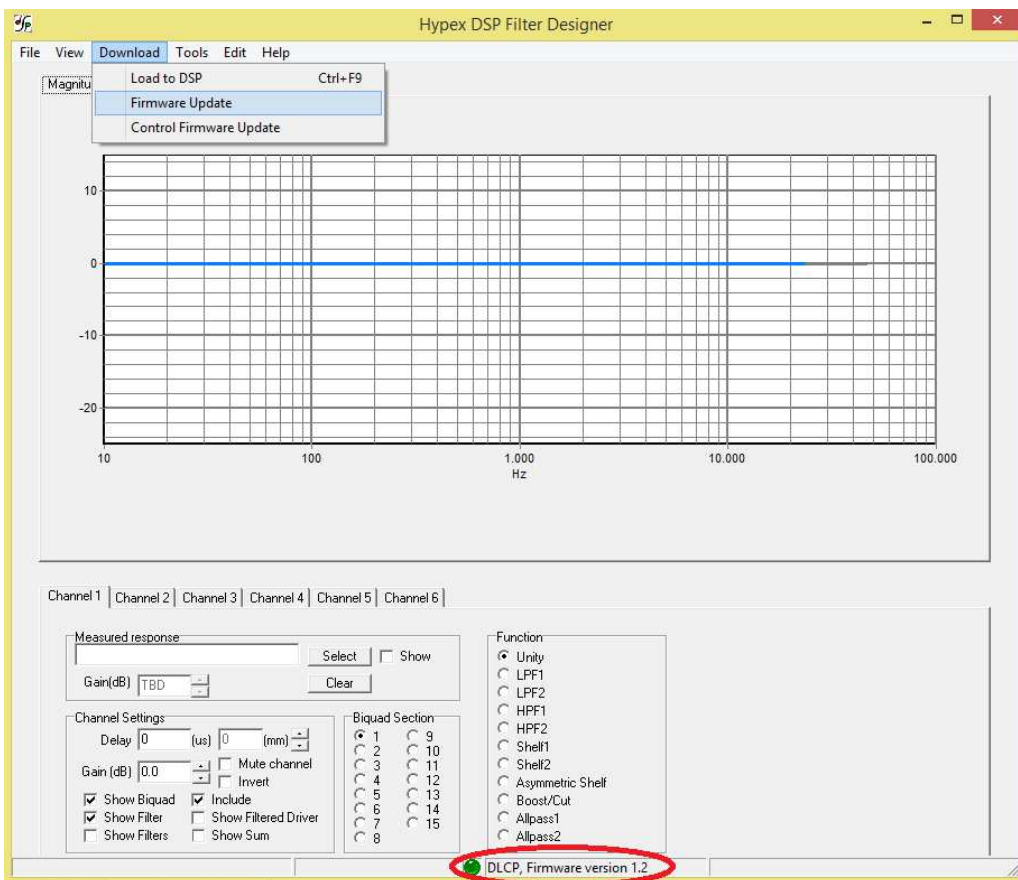 Hypex DSP Filter Designer
File View Download Tools Edit Help
Load to DSP Ctrl+F9
Firmware Update
Control Firmware Update
Magnitu
10
0
-10
-20
10 100 1.000 10.000 100.000
Hz
Channel 1 Channel 2 Channel 3 Channel 4 Channel 5 Channel 6
Measured response
Select Show
Gain(dB) TBD Clear
Channel Settings
Delay 0 (us) 0 (mm)
Gain (dB) 0.0 Mute channel
Invert
Show Biquad Include
Show Filter Show Filtered Driver
Show Filters Show Sum
Biquad Section
1 9
2 10
3 11
4 12
5 13
6 14
7 15
8
Function
Unity
LPF1
LPF2
HPF1
HPF2
Shelf1
Shelf2
Asymmetric Shelf
Boost/Cut
Allpass1
Allpass2
DLCP, Firmware version 1.2